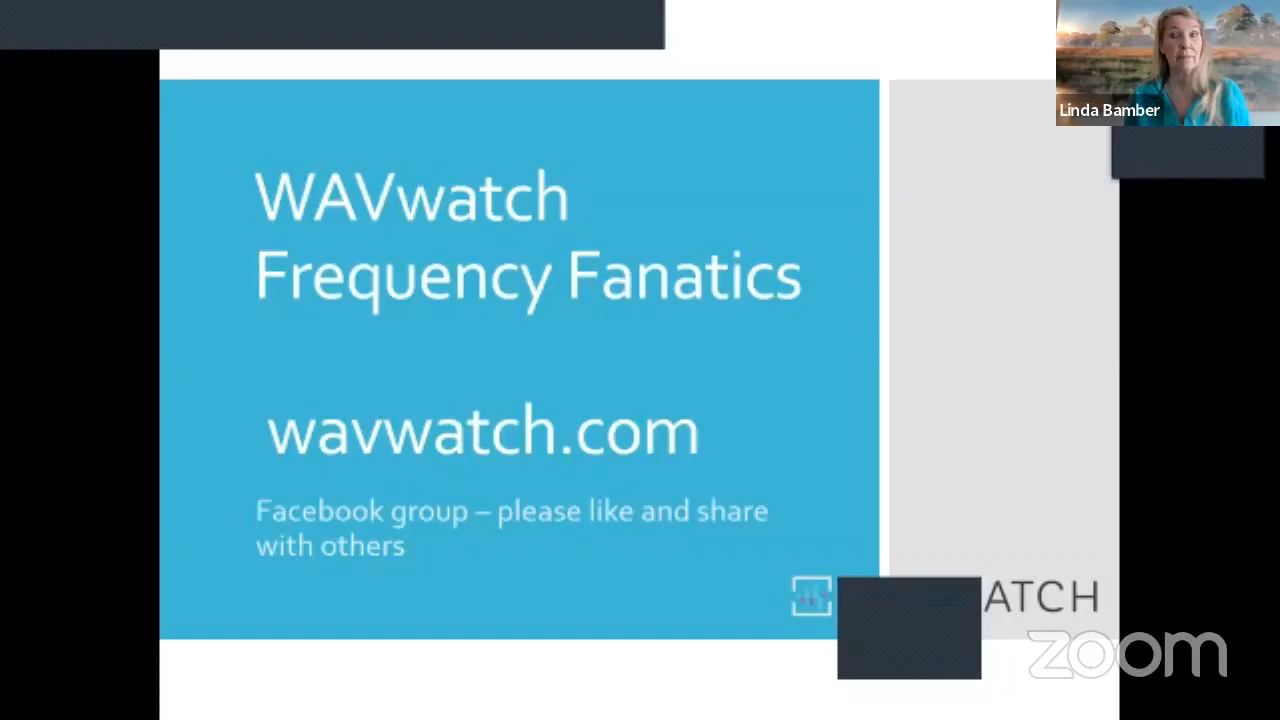 Linda Bamber
WAVwatch
Frequency Fanatics
wavwatch.com
Facebook group – please like and share
with others
ATCH
zoom